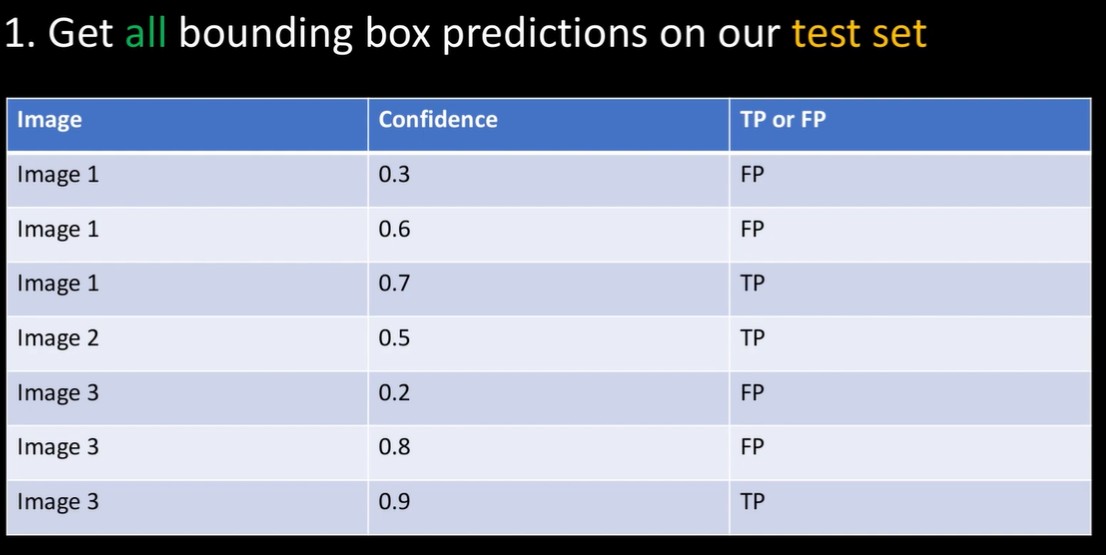 1. Get all bounding box predictions on our test set
Image Confidence TP or FP
Image 1 0.3 FP
Image 1 0.6 FP
Image 1 0.7 TP
Image 2 0.5 TP
Image 3 0.2 FP
Image 3 0.8 FP
Image 3 0.9 TP